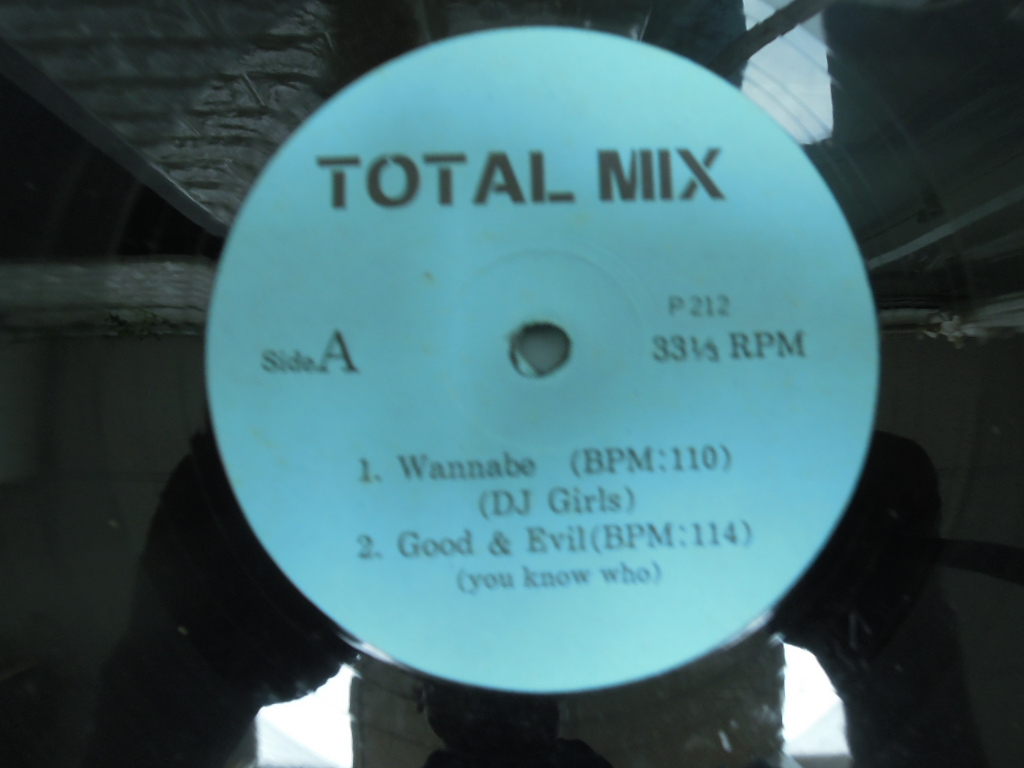 TOTAL MIX
P 212
Side.A
33⅓ RPM
1. Wannabe (BPM:110)
(DJ Girls)
2. Good & Evil(BPM:114)
(you know who)